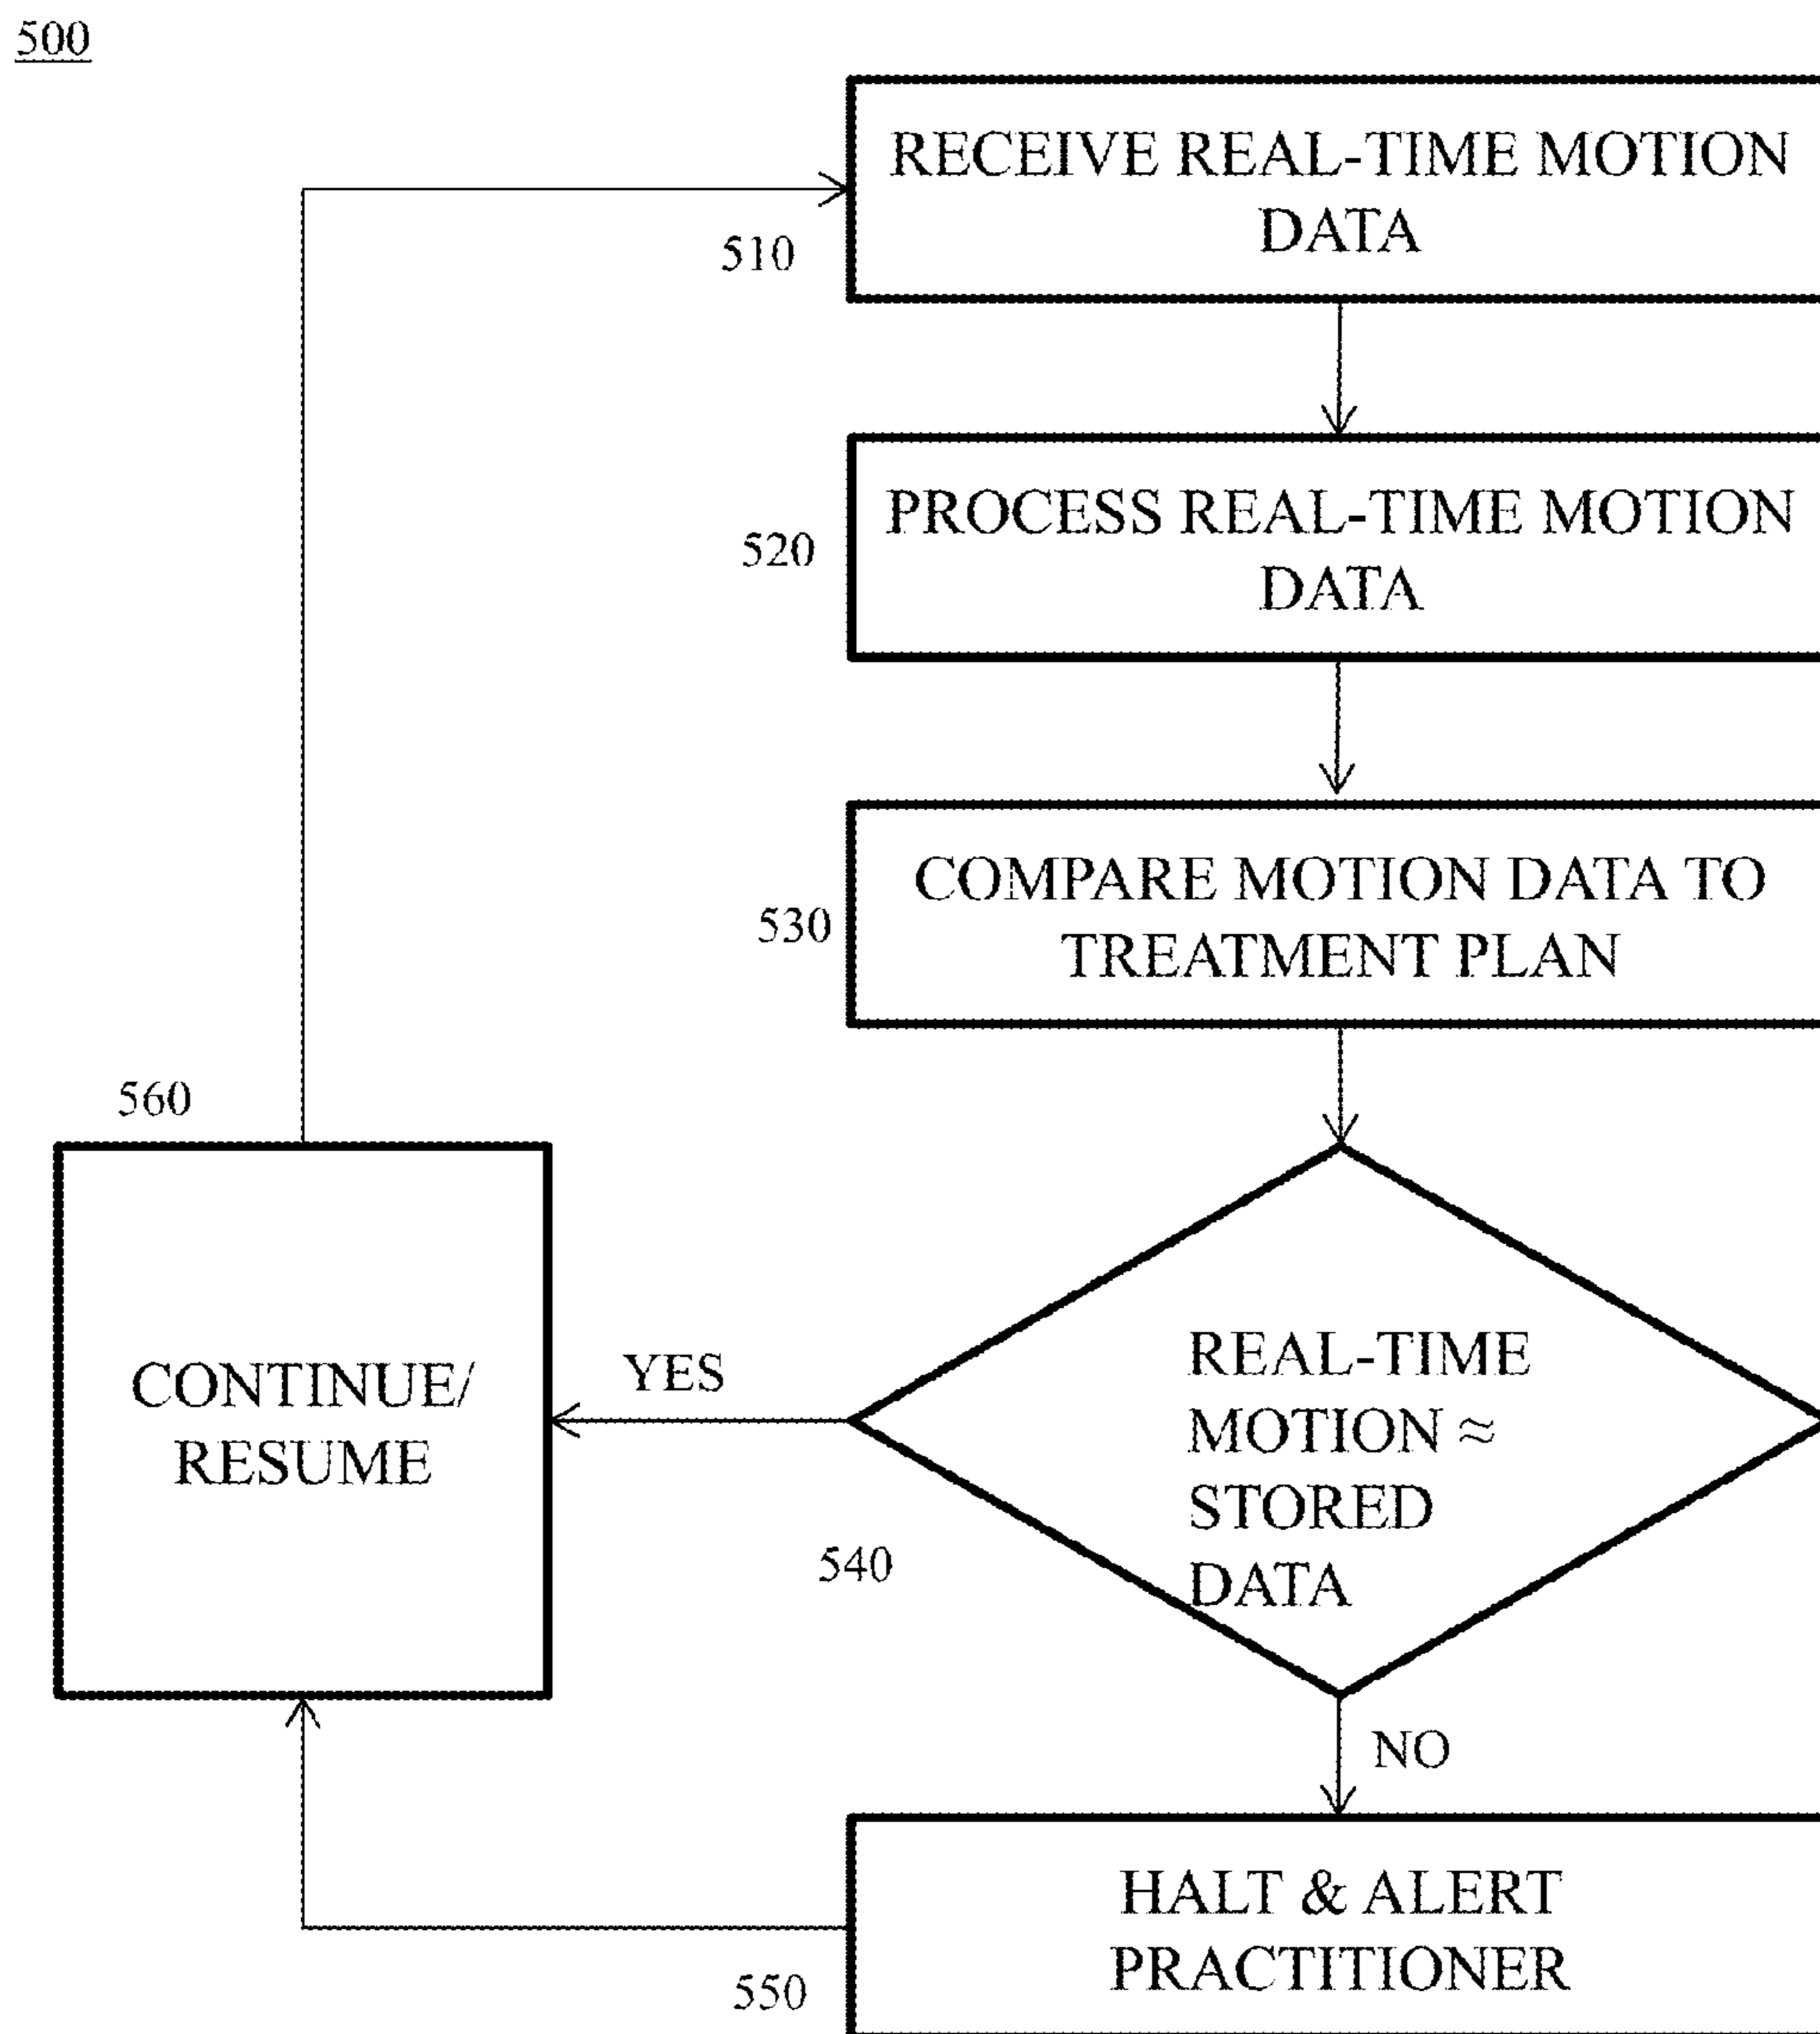 500
RECEIVE REAL-TIME MOTION
DATA
510
PROCESS REAL-TIME MOTION
DATA
520
COMPARE MOTION DATA TO
TREATMENT PLAN
530
560
CONTINUE/
RESUME
YES
REAL-TIME
MOTION ≈
STORED
DATA
540
NO
HALT & ALERT
PRACTITIONER
550